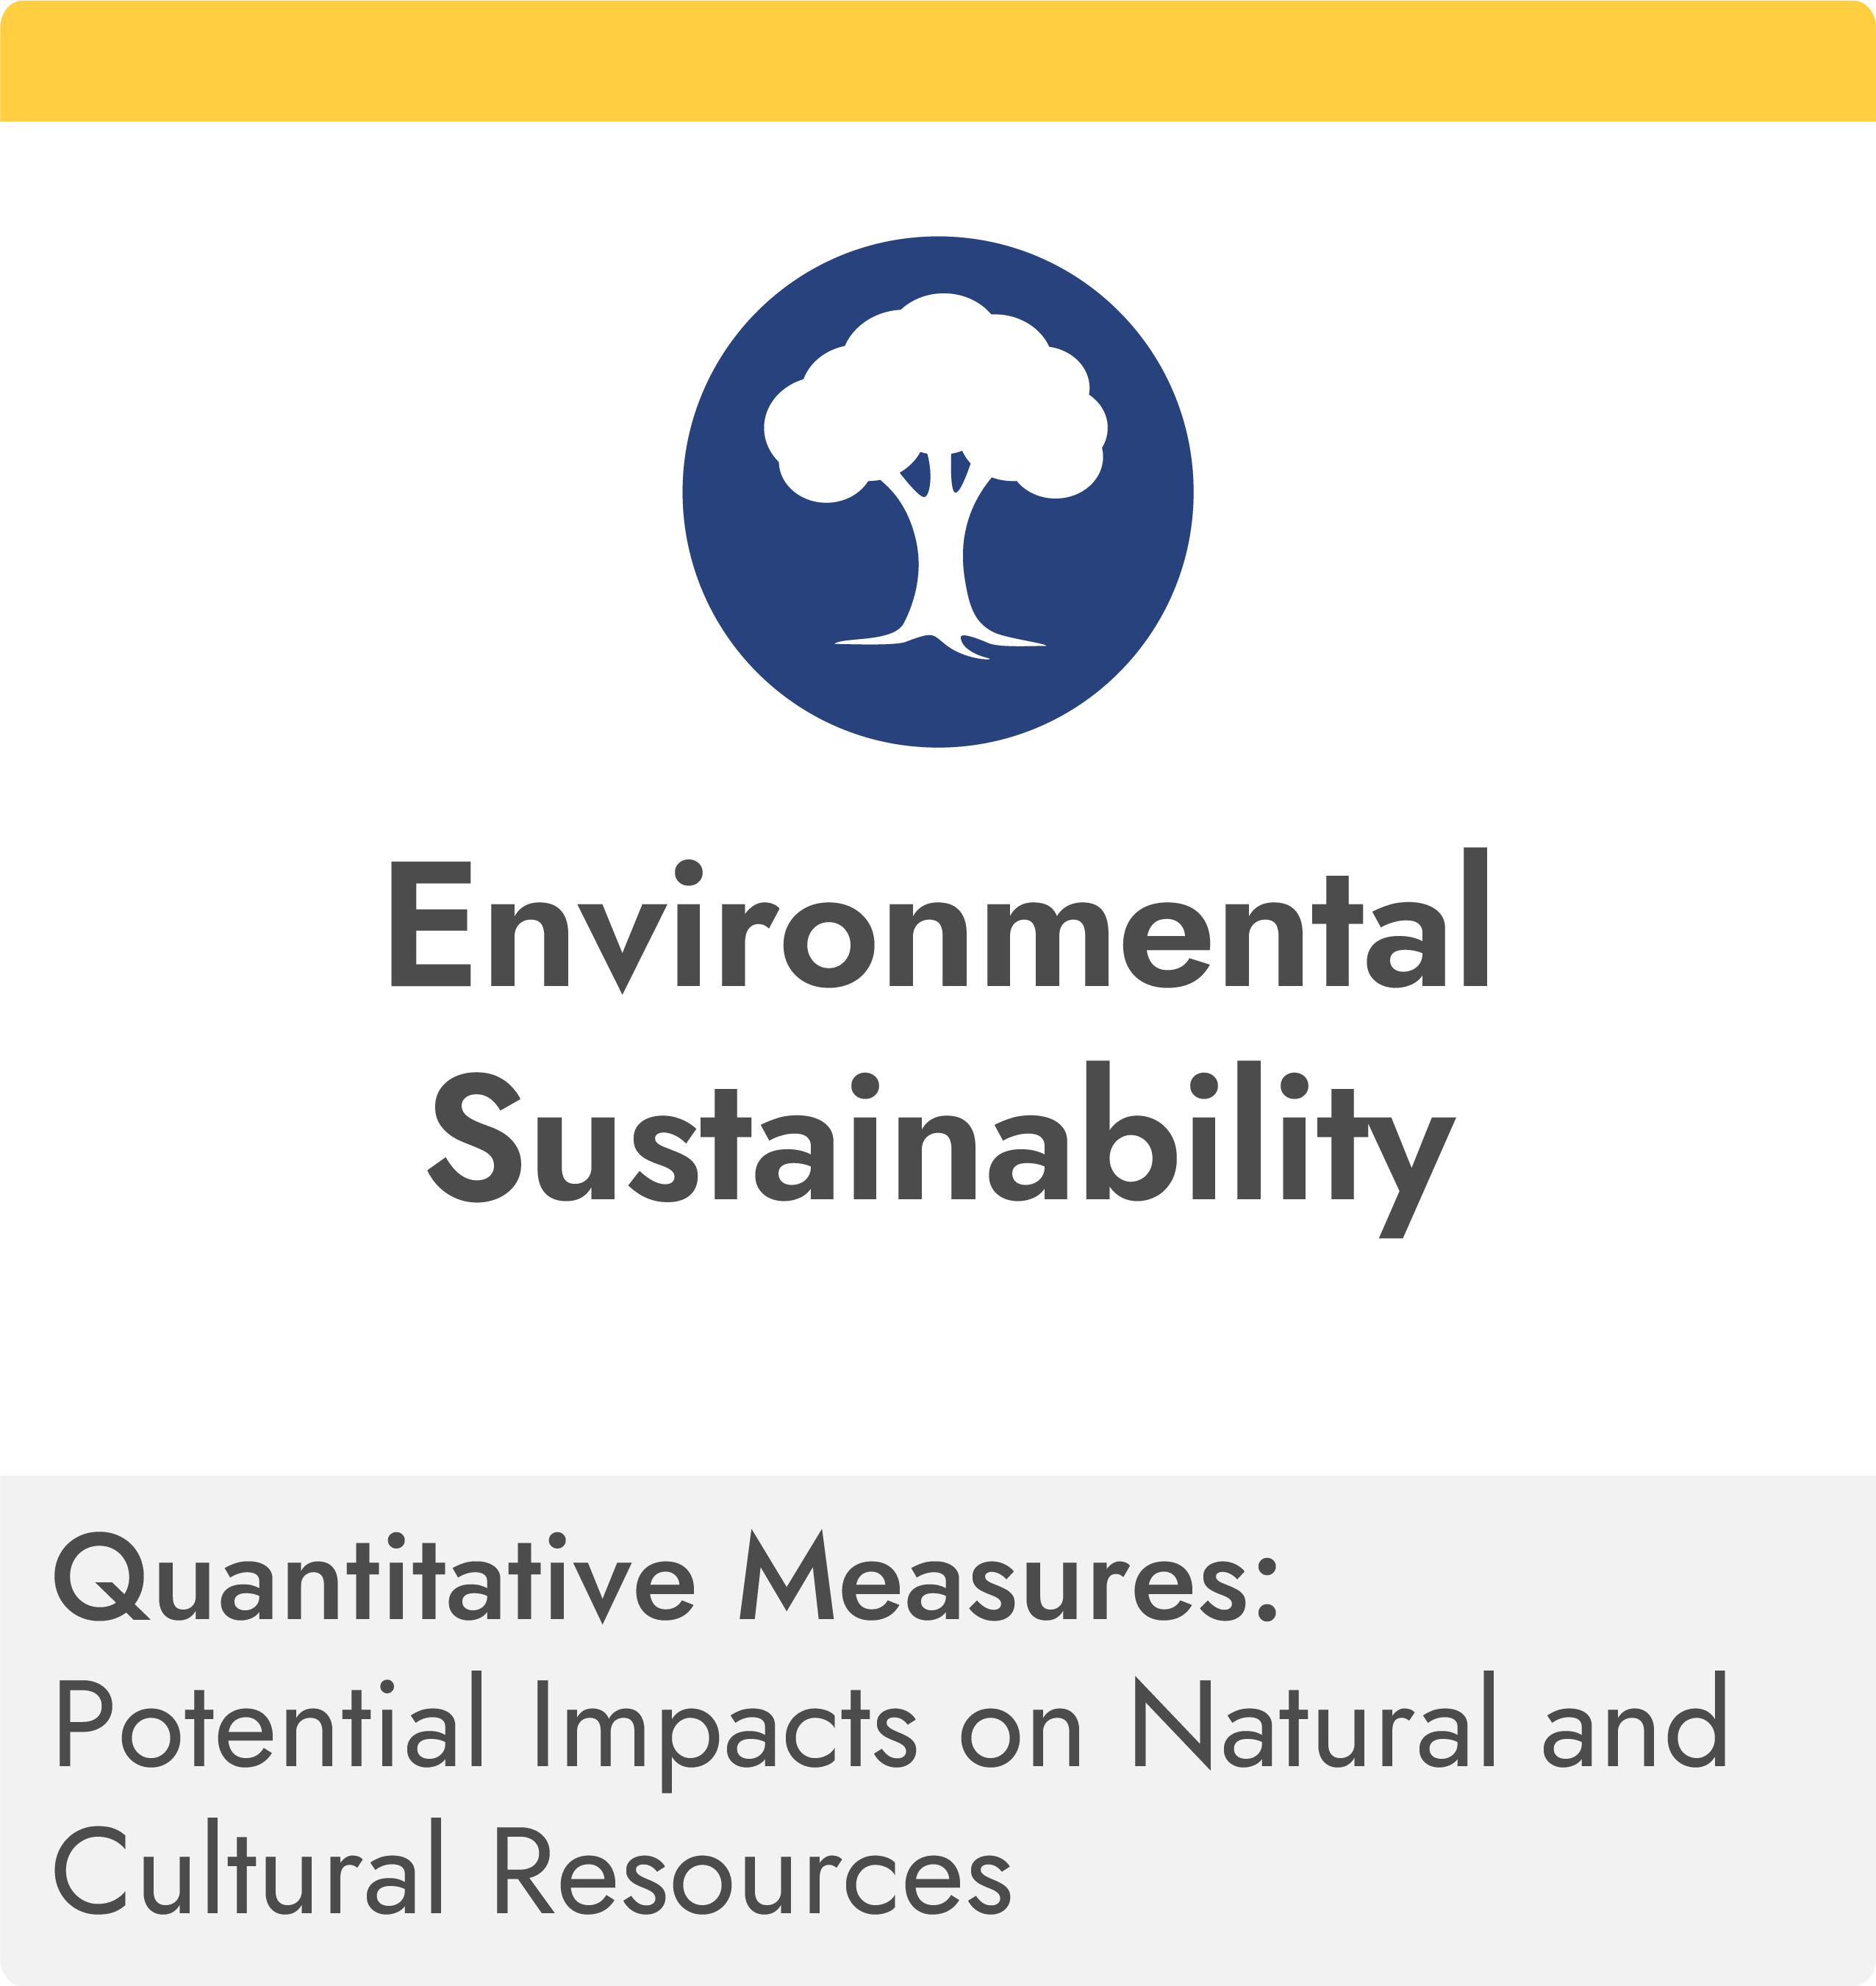 Environmental
Sustainability
Quantitative Measures:
Potential Impacts on Natural and
Cultural Resources